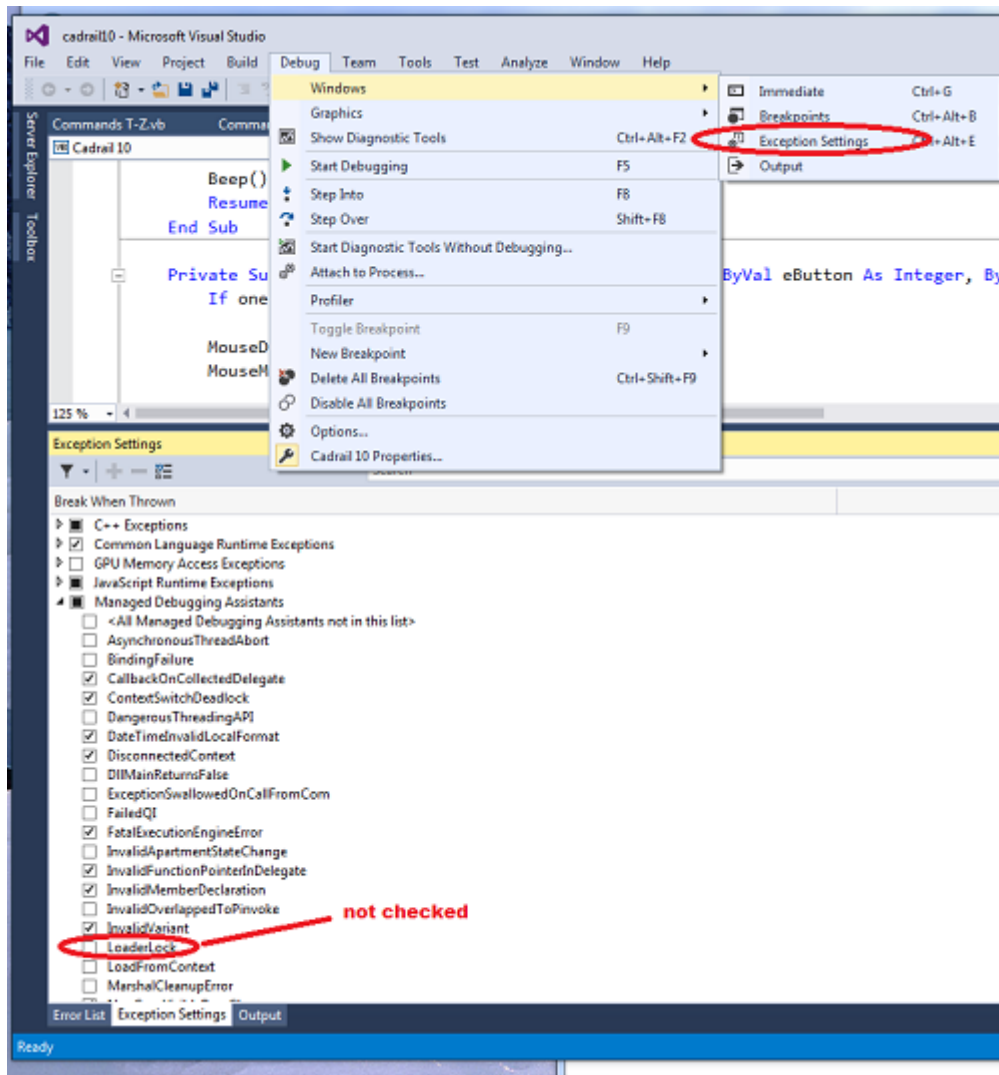 cadrail10 - Microsoft Visual Studio
File Edit View Project Build Debug Team Tools Test Analyze Window Help
Windows
Graphics
Show Diagnostic Tools Ctrl+Alt+F2
Start Debugging F5
Step Into F8
Step Over Shift+F8
Start Diagnostic Tools Without Debugging...
Attach to Process...
Profiler
Toggle Breakpoint F9
New Breakpoint
Delete All Breakpoints Ctrl+Shift+F9
Disable All Breakpoints
Options...
Cadrail 10 Properties...
Immediate Ctrl+G
Breakpoints Ctrl+Alt+B
Exception Settings Ctrl+Alt+E
Output
Server Explorer
Toolbox
Commands T-Z.vb Comma
Cadrail 10
Beep()
Resume
End Sub
Private Su ByVal eButton As Integer, By
If one
MouseD
MouseM
125 %
Exception Settings
Search
Break When Thrown
C++ Exceptions
Common Language Runtime Exceptions
GPU Memory Access Exceptions
JavaScript Runtime Exceptions
Managed Debugging Assistants
<All Managed Debugging Assistants not in this list>
AsynchronousThreadAbort
BindingFailure
CallbackOnCollectedDelegate
ContextSwitchDeadlock
DangerousThreadingAPI
DateTimeInvalidLocalFormat
DisconnectedContext
DllMainReturnsFalse
ExceptionSwallowedOnCallFromCom
FailedQI
FatalExecutionEngineError
InvalidApartmentStateChange
InvalidFunctionPointerInDelegate
InvalidMemberDeclaration
InvalidOverlappedToPinvoke
not checked
InvalidVariant
LoaderLock
LoadFromContext
MarshalCleanupError
Error List Exception Settings Output
Ready